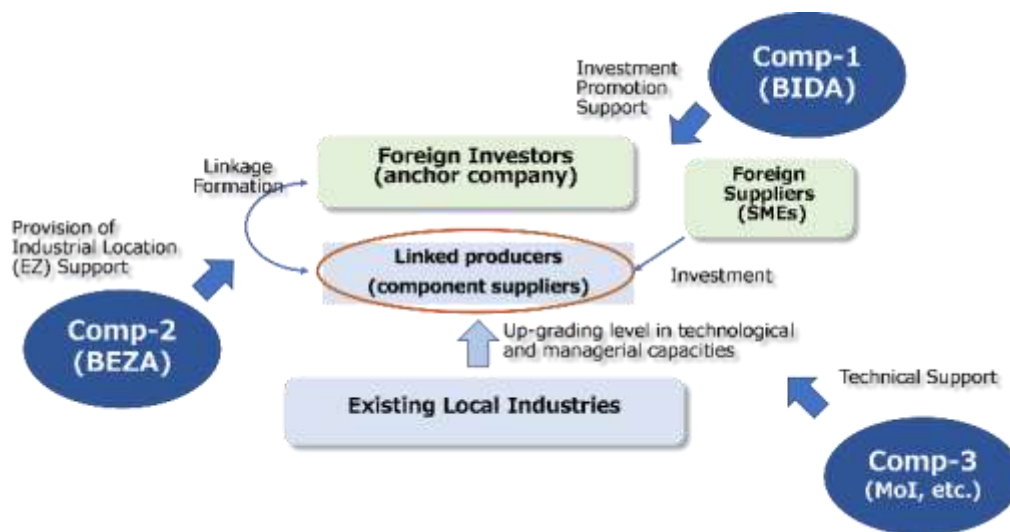 Comp-1
(BIDA)
Investment
Promotion
Support
Foreign Investors
(anchor company)
Linkage
Formation
Foreign
Suppliers
(SMEs)
Provision of
Industrial Location
(EZ) Support
Linked producers
(component suppliers)
Investment
Comp-2
(BEZA)
Up-grading level in technological
and managerial capacities
Technical Support
Existing Local Industries
Comp-3
(MoI, etc.)